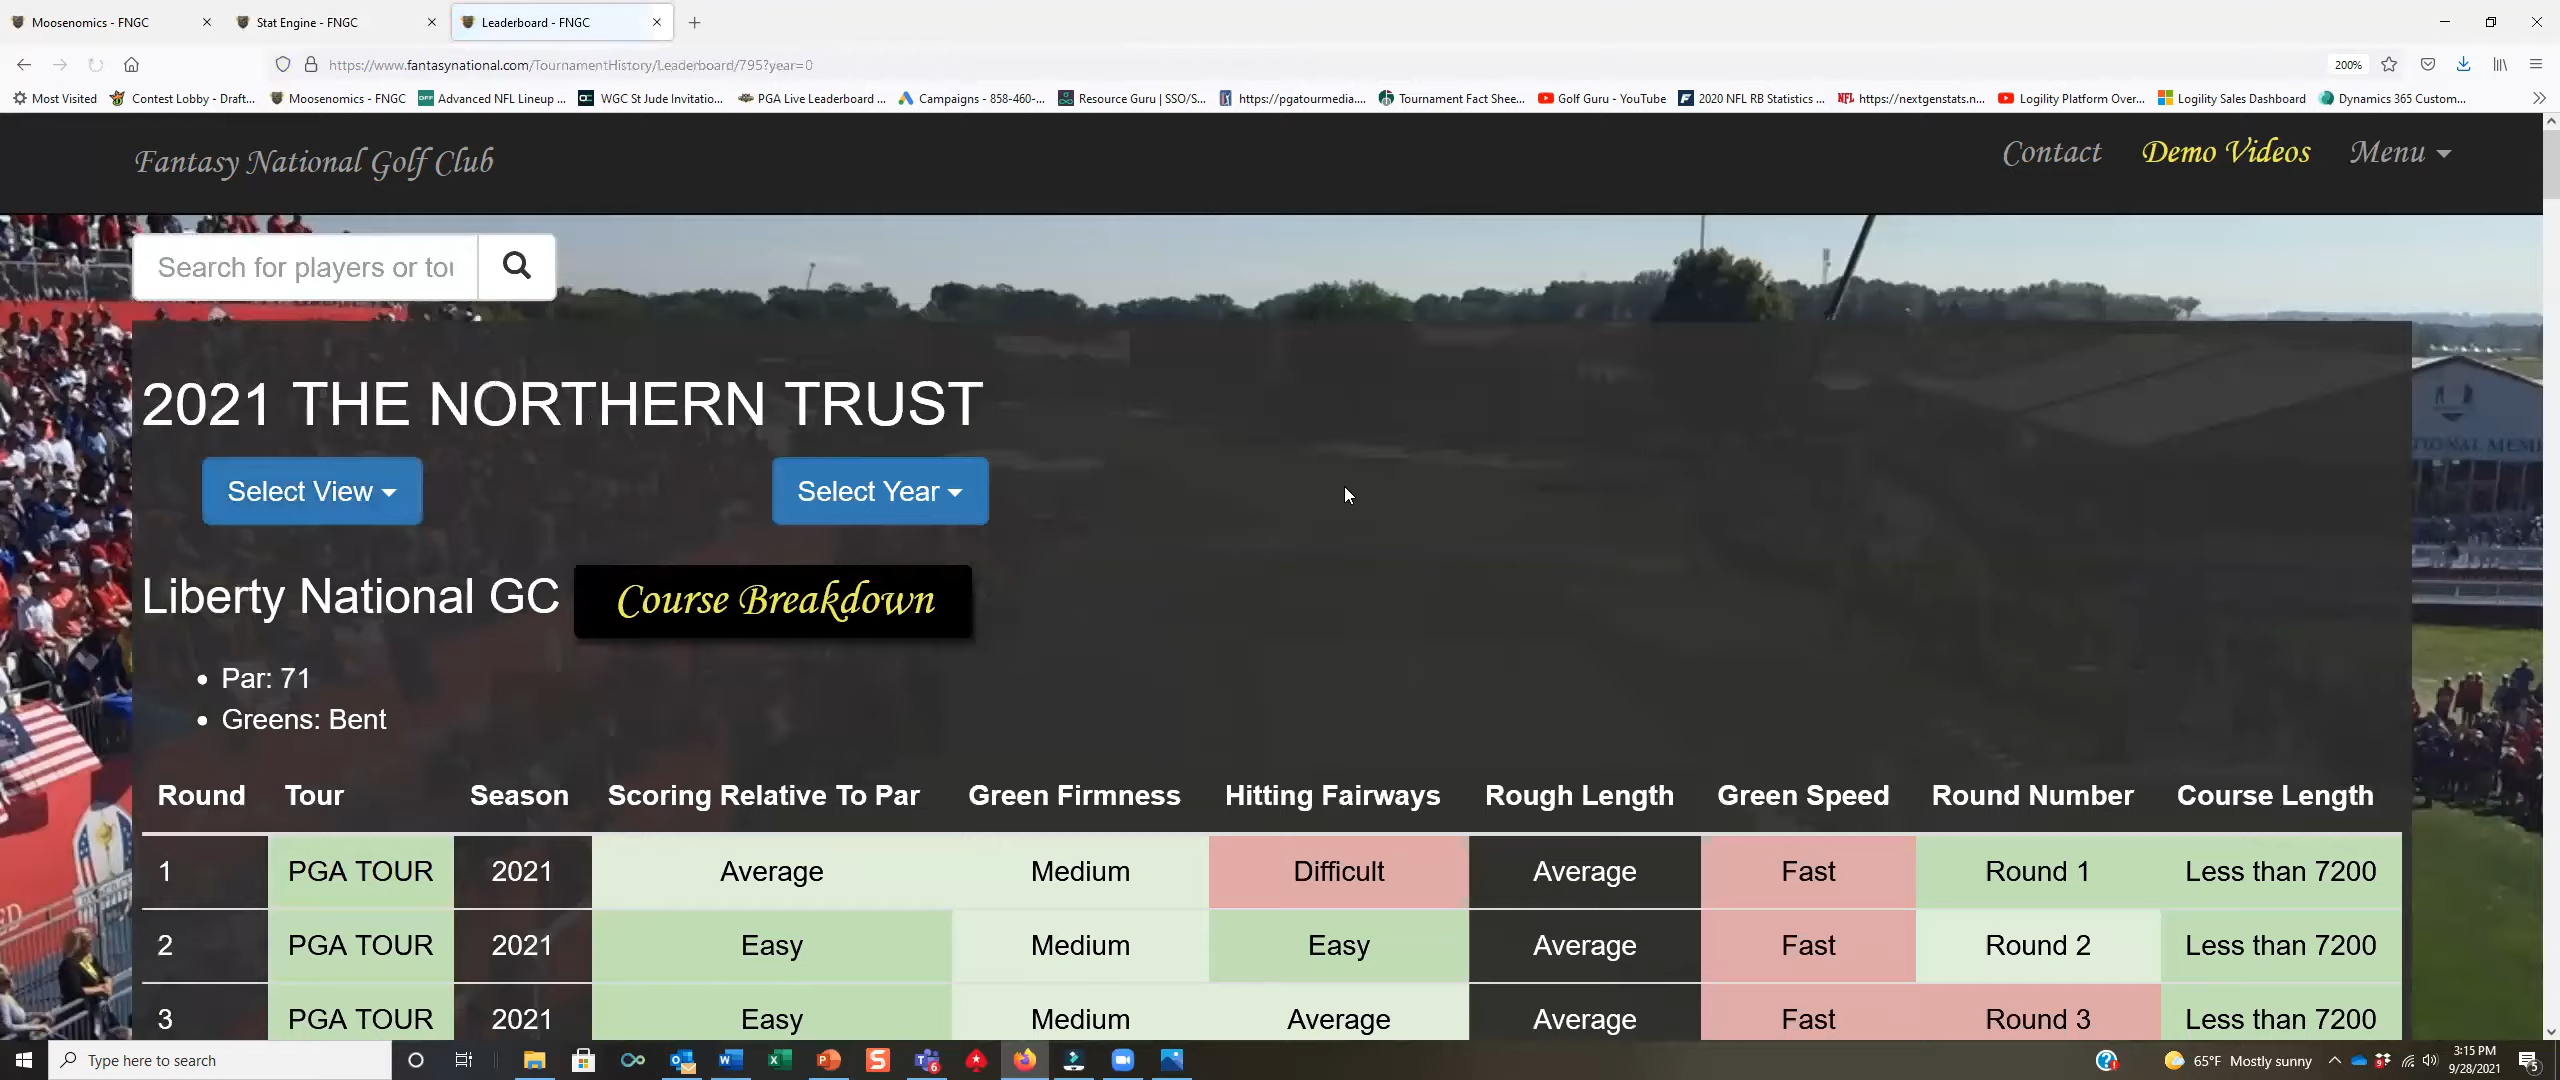 Moosenomics - FNGC
Stat Engine - FNGC
Leaderboard - FNGC
https://www.fantasynational.com/TournamentHistory/Leaderboard/795?year=0
200%
Most Visited
Contest Lobby - Draft...
Moosenomics - FNGC
Advanced NFL Lineup ...
WGC St Jude Invitatio...
PGA Live Leaderboard ...
Campaigns - 858-460-...
Resource Guru | SSO/S...
https://pgatourmedia....
Tournament Fact Shee...
Golf Guru - YouTube
2020 NFL RB Statistics ...
https://nextgenstats.n...
Logility Platform Over...
Logility Sales Dashboard
Dynamics 365 Custom...
Fantasy National Golf Club
Contact
Demo Videos
Menu
Search for players or tou
2021 THE NORTHERN TRUST
Select View
Select Year
Liberty National GC
Course Breakdown
Par: 71
Greens: Bent
Round Tour Season Scoring Relative To Par Green Firmness Hitting Fairways Rough Length Green Speed Round Number Course Length
1 PGA TOUR 2021 Average Medium Difficult Average Fast Round 1 Less than 7200
2 PGA TOUR 2021 Easy Medium Easy Average Fast Round 2 Less than 7200
3 PGA TOUR 2021 Easy Medium Average Average Fast Round 3 Less than 7200
Type here to search
65°F Mostly sunny
3:15 PM
9/28/2021